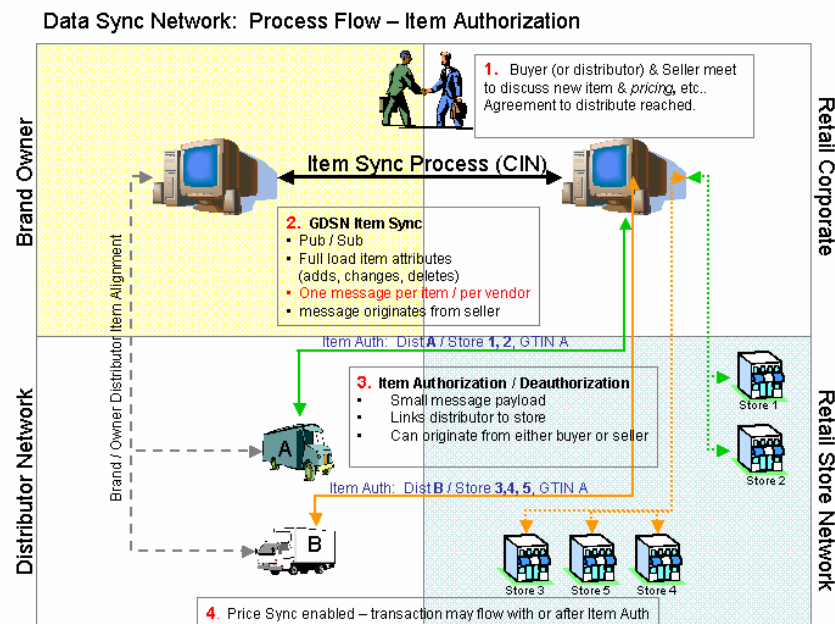 Data Sync Network:  Process Flow – Item Authorization
Brand Owner
Retail Corporate
1.  Buyer (or distributor) & Seller meet
to discuss new item & pricing, etc..
Agreement to distribute reached.
Item Sync Process (CIN)
2.  GDSN Item Sync
• Pub / Sub
• Full load item attributes
(adds, changes, deletes)
• One message per item / per vendor
• message originates from seller
Brand / Owner Distributor Item Alignment
Distributor Network
Retail Store Network
Item Auth:  Dist A / Store 1, 2, GTIN A
3.  Item Authorization / Deauthorization
• Small message payload
• Links distributor to store
• Can originate from either buyer or seller
A
Store 1
Store 2
Item Auth:  Dist B / Store 3,4, 5, GTIN A
B
Store 3
Store 5
Store 4
4.  Price Sync enabled – transaction may flow with or after Item Auth